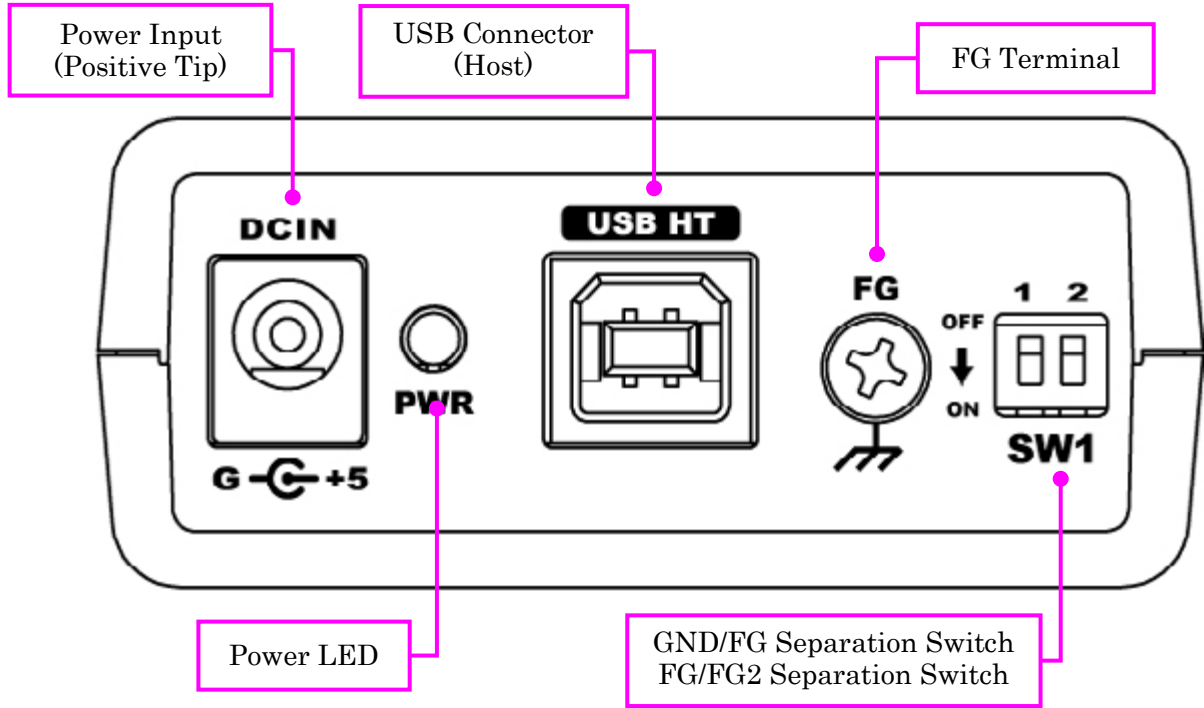 Power Input
(Positive Tip)
USB Connector
(Host)
FG Terminal
DCIN
USB HT
FG
1 2
OFF
ON
PWR
SW1
G +5
Power LED
GND/FG Separation Switch
FG/FG2 Separation Switch